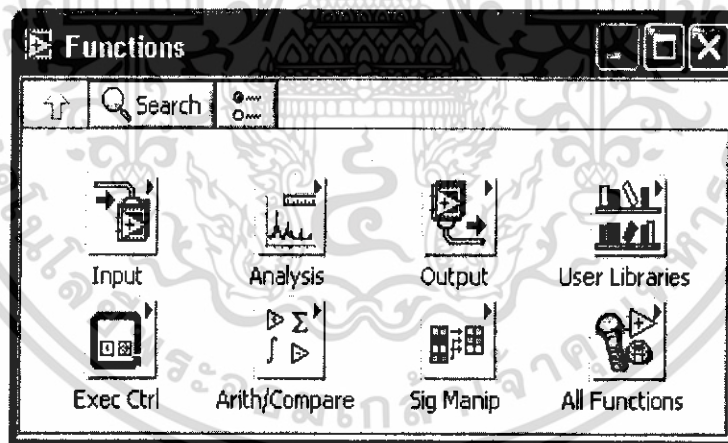 Functions
Search
Input Analysis Output User Libraries
Exec Ctrl Arith/Compare Sig Manip All Functions